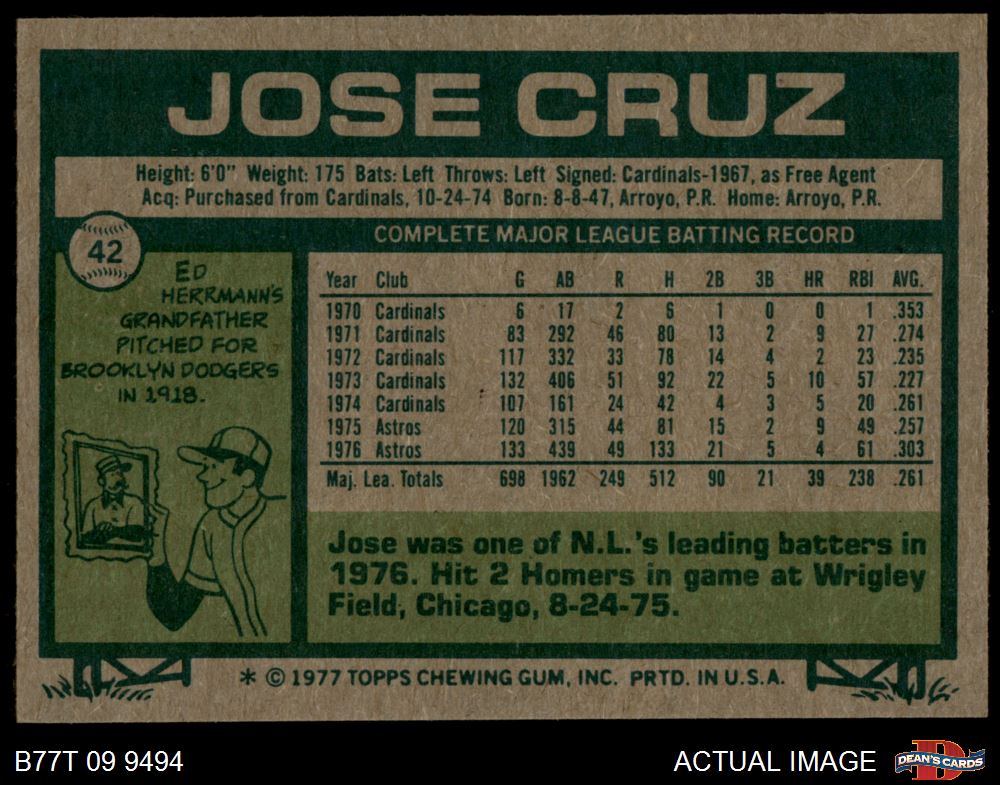 JOSE CRUZ
Height: 6'0" Weight: 175 Bats: Left Throws: Left Signed: Cardinals-1967, as Free Agent
Acq: Purchased from Cardinals, 10-24-74 Born: 8-8-47, Arroyo, P.R. Home: Arroyo, P.R.
42
ED
HERRMANN'S
GRANDFATHER
PITCHED FOR
BROOKLYN DODGERS
IN 1918.
COMPLETE MAJOR LEAGUE BATTING RECORD
Year Club G AB R H 2B 3B HR RBI AVG.
1970 Cardinals 6 17 2 6 1 0 0 1 .353
1971 Cardinals 83 292 46 80 13 2 9 27 .274
1972 Cardinals 117 332 33 78 14 4 2 23 .235
1973 Cardinals 132 406 51 92 22 5 10 57 .227
1974 Cardinals 107 161 24 42 4 3 5 20 .261
1975 Astros 120 315 44 81 15 2 9 49 .257
1976 Astros 133 439 49 133 21 5 4 61 .303
Maj. Lea. Totals 698 1962 249 512 90 21 39 238 .261
Jose was one of N.L.'s leading batters in
1976. Hit 2 Homers in game at Wrigley
Field, Chicago, 8-24-75.
* © 1977 TOPPS CHEWING GUM, INC. PRTD. IN U.S.A.
B77T 09 9494
ACTUAL IMAGE
D
DEAN'S CARDS